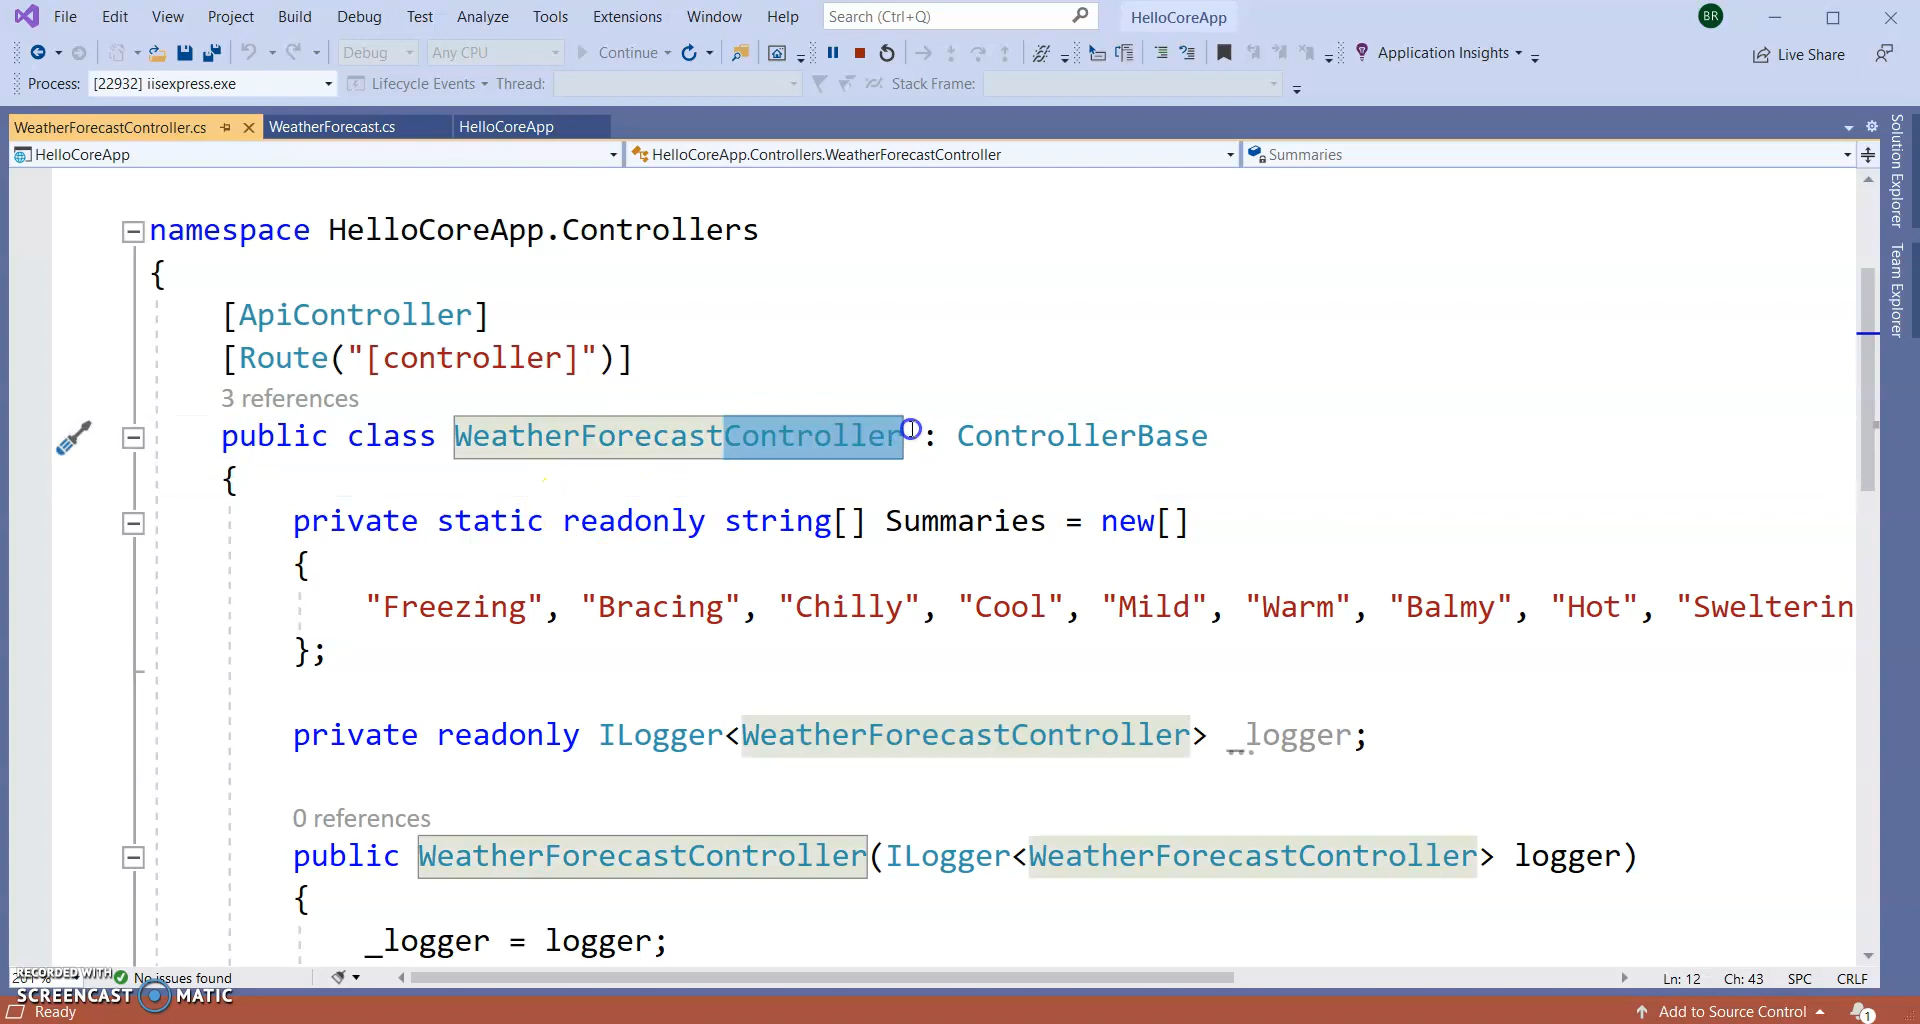 File Edit View Project Build Debug Test Analyze Tools Extensions Window Help Search (Ctrl+Q) HelloCoreApp BR
Debug Any CPU Continue Application Insights Live Share
Process: [22932] iisexpress.exe Lifecycle Events Thread: Stack Frame:
WeatherForecastController.cs WeatherForecast.cs HelloCoreApp
HelloCoreApp HelloCoreApp.Controllers.WeatherForecastController Summaries
Solution Explorer
Team Explorer
namespace HelloCoreApp.Controllers
{
[ApiController]
[Route("[controller]")]
3 references
public class WeatherForecastController : ControllerBase
{
private static readonly string[] Summaries = new[]
{
"Freezing", "Bracing", "Chilly", "Cool", "Mild", "Warm", "Balmy", "Hot", "Swelterin
};
private readonly ILogger<WeatherForecastController> _logger;
0 references
public WeatherForecastController(ILogger<WeatherForecastController> logger)
{
_logger = logger;
No issues found Ln: 12 Ch: 43 SPC CRLF
RECORDED WITH
SCREENCAST MATIC
Ready Add to Source Control 1